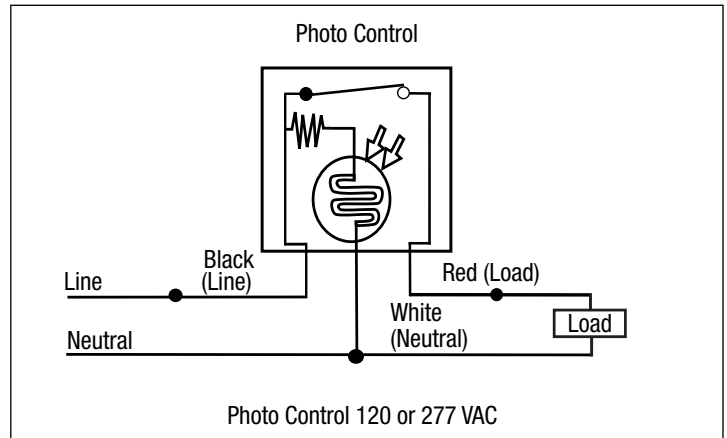 Photo Control
Black
(Line)
Line
Red (Load)
White
(Neutral)
Load
Neutral
Photo Control 120 or 277 VAC